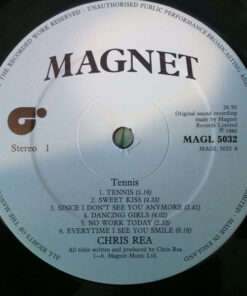 OF THE RECORDED WORK RESERVED · UNAUTHORISED PUBLIC PERFORMANCE BROADCASTING
MAGNET
Stereo 1
26.50
Original sound recording
made by Magnet
Records Limited
℗ 1980
MAGL 5032
MAGL 5032 A
Tennis
1. TENNIS (5.18)
2. SWEET KISS (4.33)
3. SINCE I DON'T SEE YOU ANYMORE (3.41)
4. DANCING GIRLS (4.02)
5. NO WORK TODAY (2.33)
6. EVERYTIME I SEE YOU SMILE (6.18)
CHRIS REA
All titles written and produced by Chris Rea
1–6. Magnet Music Ltd.
ALL RIGHTS OF THE
MADE IN ENGLAND